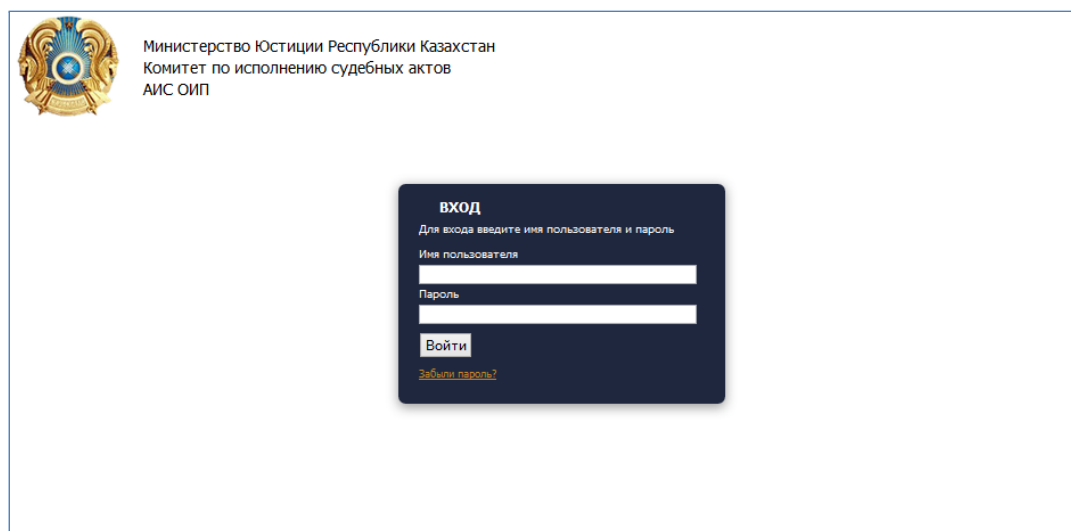 Министерство Юстиции Республики Казахстан
Комитет по исполнению судебных актов
АИС ОИП
ВХОД
Для входа введите имя пользователя и пароль
Имя пользователя
Пароль
Войти
Забыли пароль?